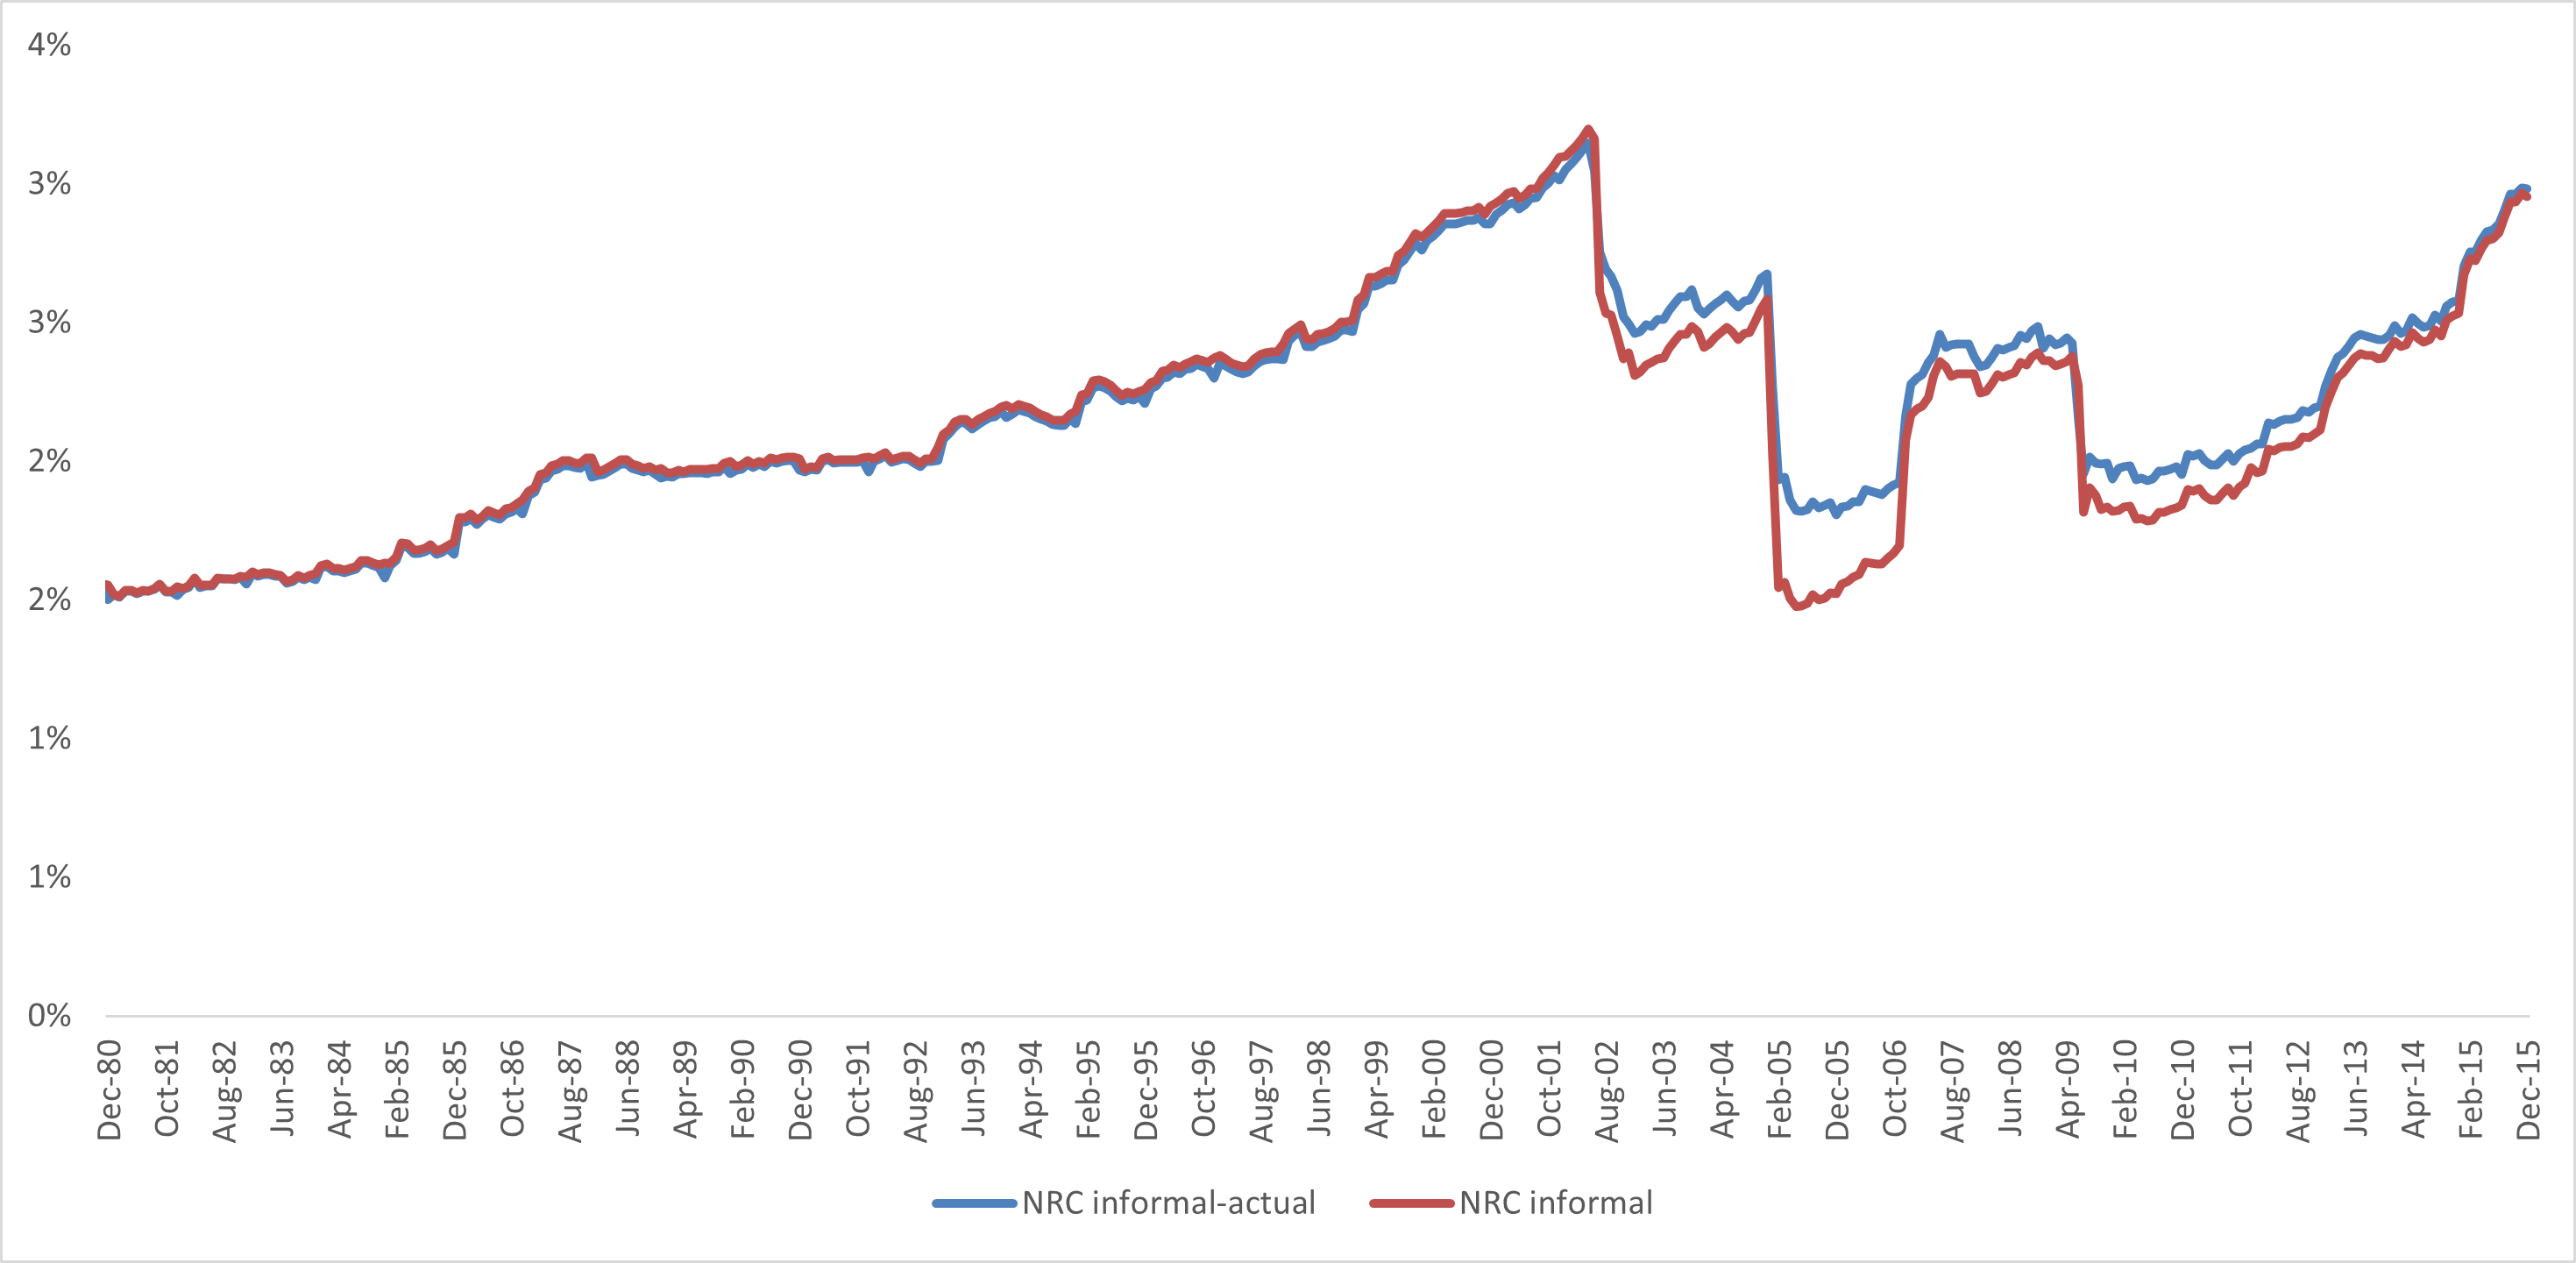 4%
3%
3%
2%
2%
1%
1%
0%
Dec-80
Oct-81
Aug-82
Jun-83
Apr-84
Feb-85
Dec-85
Oct-86
Aug-87
Jun-88
Apr-89
Feb-90
Dec-90
Oct-91
Aug-92
Jun-93
Apr-94
Feb-95
Dec-95
Oct-96
Aug-97
Jun-98
Apr-99
Feb-00
Dec-00
Oct-01
Aug-02
Jun-03
Apr-04
Feb-05
Dec-05
Oct-06
Aug-07
Jun-08
Apr-09
Feb-10
Dec-10
Oct-11
Aug-12
Jun-13
Apr-14
Feb-15
Dec-15
NRC informal-actual
NRC informal